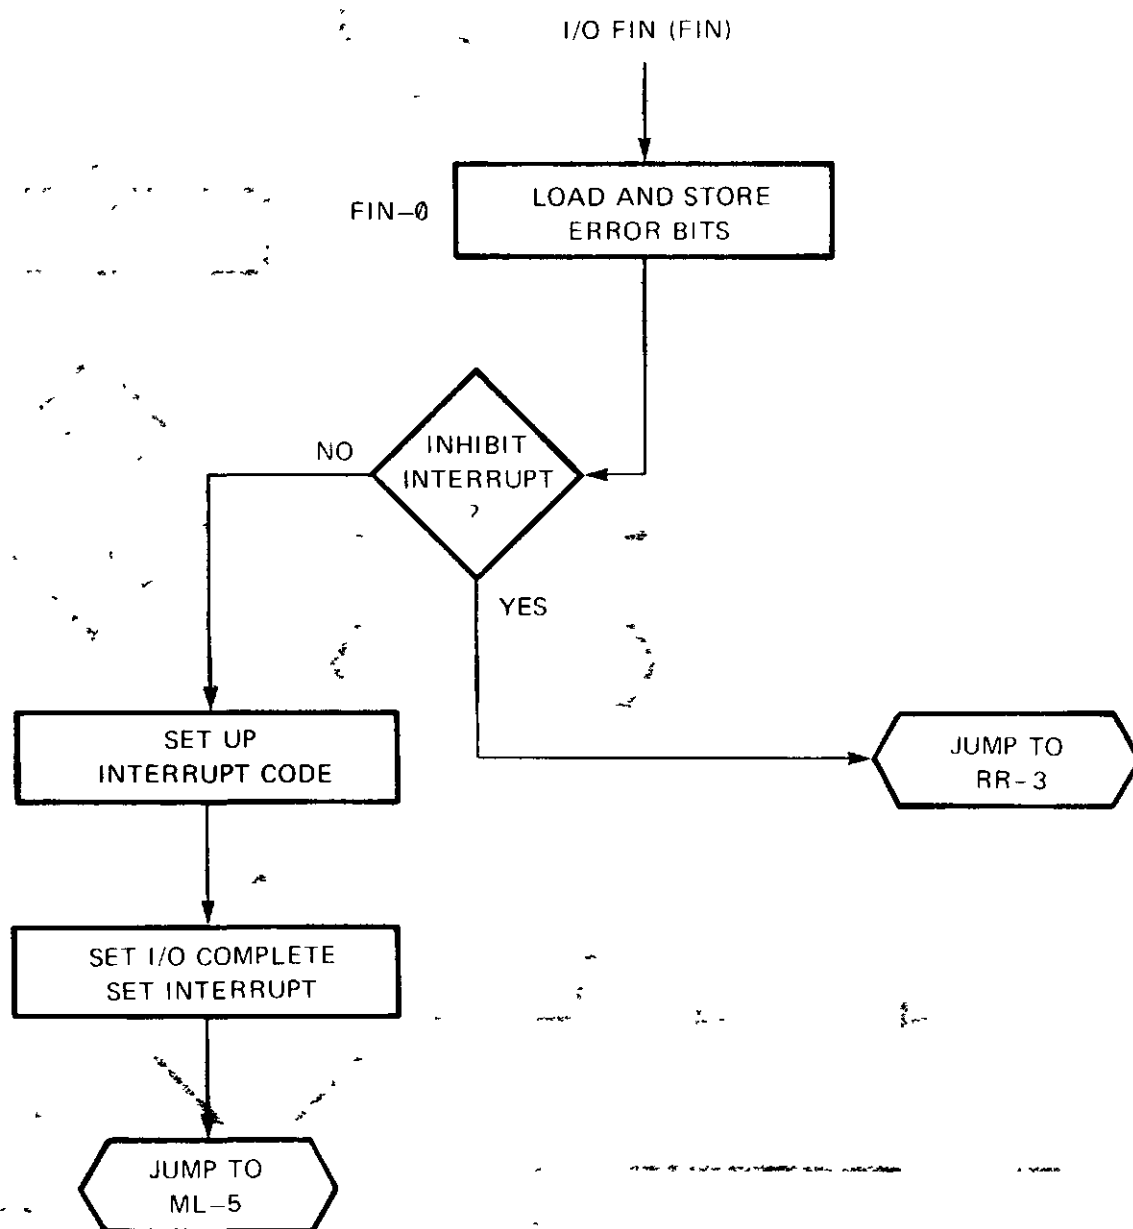 I/O FIN (FIN)
FIN-0
LOAD AND STORE
ERROR BITS
NO
INHIBIT
INTERRUPT
?
YES
SET UP
INTERRUPT CODE
JUMP TO
RR-3
SET I/O COMPLETE
SET INTERRUPT
JUMP TO
ML-5